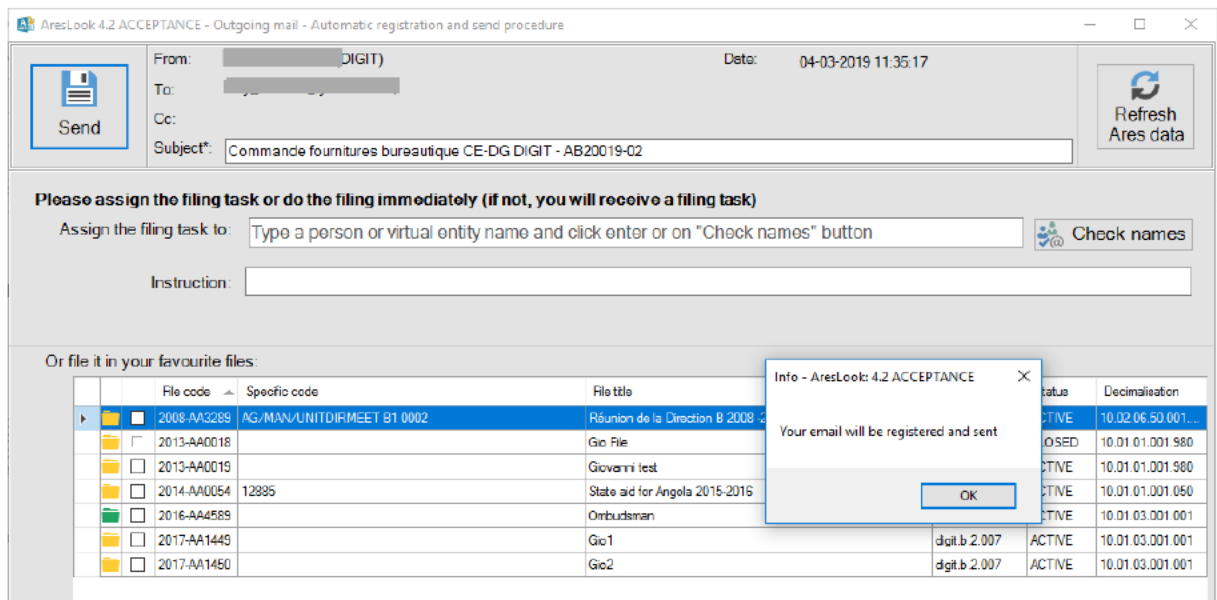 AresLook 4.2 ACCEPTANCE - Outgoing mail - Automatic registration and send procedure
From: DIGIT) Date: 04-03-2019 11:35:17
To:
Cc:
Subject*: Commande fournitures bureautique CE-DG DIGIT - AB20019-02
Send
Refresh
Ares data
Please assign the filing task or do the filing immediately (if not, you will receive a filing task)
Assign the filing task to: Type a person or virtual entity name and click enter or on "Check names" button Check names
Instruction:
Or file it in your favourite files:
File code Specific code File title tatus Decimalisation
2008-AA3289 AG/MAN/UNITDIRMEET B1 0002 Réunion de la Direction B 2008 -2 CTIVE 10.02.06.50.001....
2013-AA0018 Gio File LOSED 10.01.01.001.980
2013-AA0019 Giovanni test CTIVE 10.01.01.001.980
2014-AA0054 12885 State aid for Angola 2015-2016 CTIVE 10.01.01.001.050
2016-AA4589 Ombudsman CTIVE 10.01.03.001.001
2017-AA1449 Gio1 digit.b.2.007 ACTIVE 10.01.03.001.001
2017-AA1450 Gio2 digit.b.2.007 ACTIVE 10.01.03.001.001
Info - AresLook: 4.2 ACCEPTANCE
Your email will be registered and sent
OK